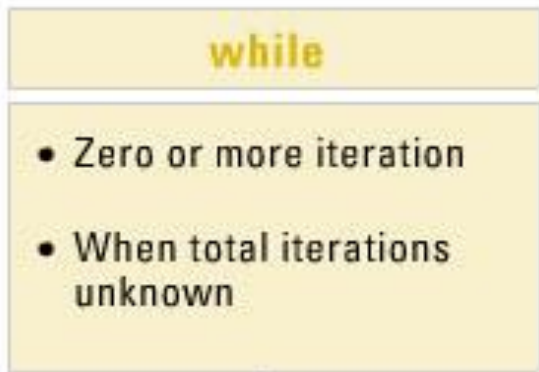 while
• Zero or more iteration
• When total iterations
unknown